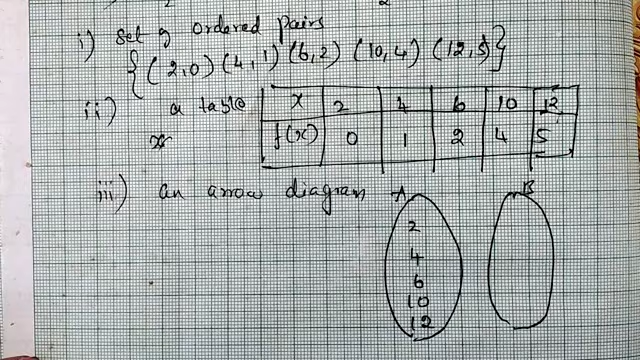 i) set of ordered pairs
{(2,0) (4,1) (6,2) (10,4) (12,5)}
ii) a table x 2 4 6 10 12
f(x) 0 1 2 4 5
iii) an arrow diagram A B
2
4
6
10
12